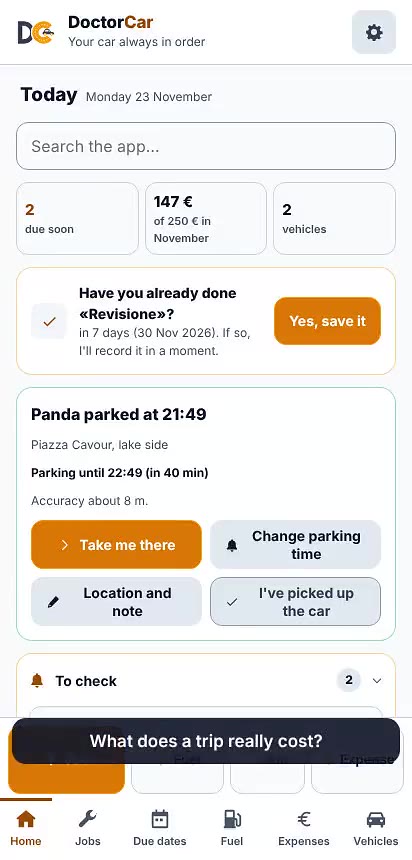 DoctorCar
Your car always in order
Today Monday 23 November
Search the app...
2
due soon
147 €
of 250 € in
November
2
vehicles
Have you already done
«Revisione»?
in 7 days (30 Nov 2026). If so,
I'll record it in a moment.
Yes, save it
Panda parked at 21:49
Piazza Cavour, lake side
Parking until 22:49 (in 40 min)
Accuracy about 8 m.
Take me there
Change parking
time
Location and
note
I've picked up
the car
To check
2
What does a trip really cost?
Expense
Home
Jobs
Due dates
Fuel
Expenses
Vehicles